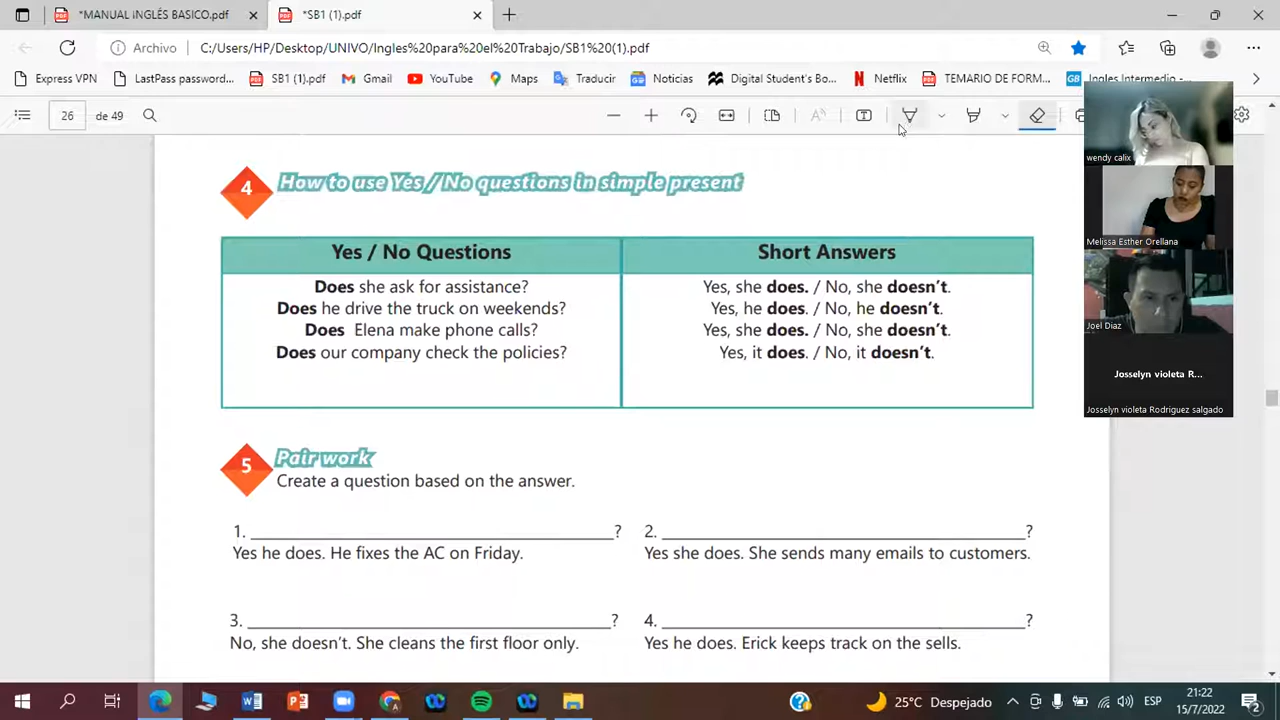 *MANUAL iNGLÉS BASICO.pdf
*SB1 (1).pdf
Archivo
C:/Users/HP/Desktop/UNIVO/Ingles%20para%20el%20Trabajo/SB1%20(1).pdf
Express VPN
LastPass password...
SB1 (1).pdf
Gmail
YouTube
Maps
Traducir
Noticias
Digital Student's Bo...
Netflix
TEMARIO DE FORM...
Ingles Intermedio -...
26 de 49
wendy calix
Melissa Esther Orellana
Joel Diaz
Josselyn violeta R...
Josselyn violeta Rodriguez salgado
4 How to use Yes / No questions in simple present
Yes / No Questions
Short Answers
Does she ask for assistance?
Yes, she does. / No, she doesn't.
Does he drive the truck on weekends?
Yes, he does. / No, he doesn't.
Does Elena make phone calls?
Yes, she does. / No, she doesn't.
Does our company check the policies?
Yes, it does. / No, it doesn't.
5 Pair work
Create a question based on the answer.
1. ______________________________?
2. ______________________________?
Yes he does. He fixes the AC on Friday.
Yes she does. She sends many emails to customers.
3. ______________________________?
4. ______________________________?
No, she doesn't. She cleans the first floor only.
Yes he does. Erick keeps track on the sells.
25°C Despejado
ESP
21:22
15/7/2022
2